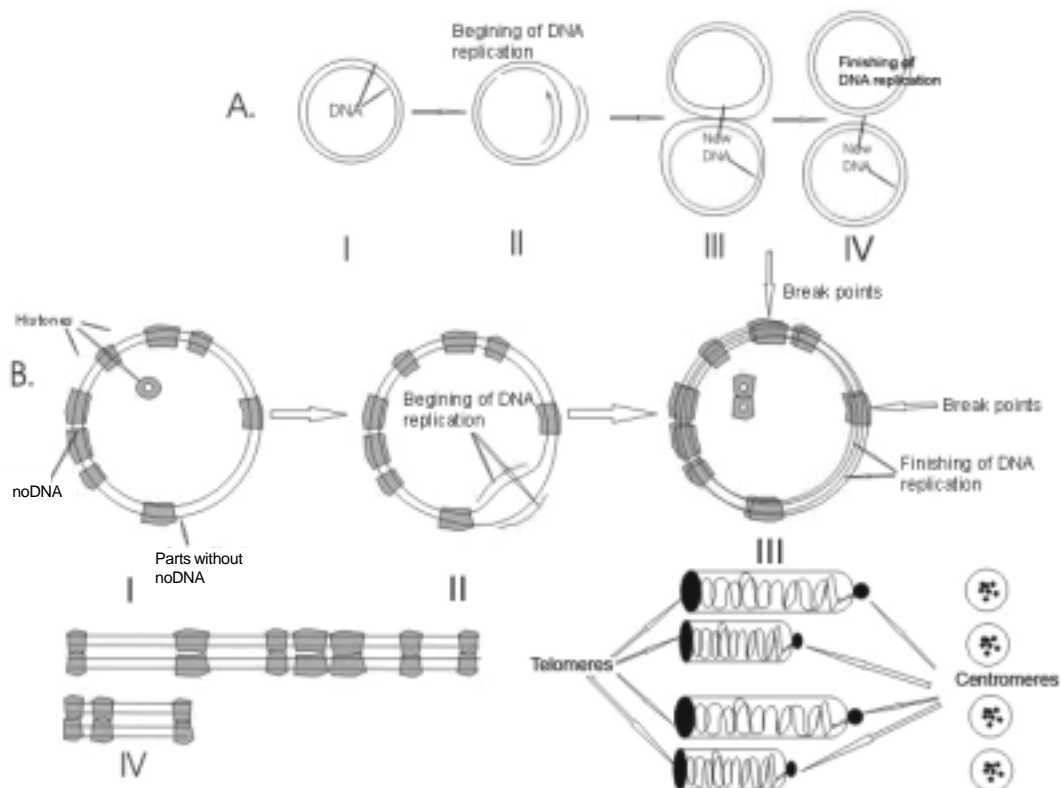 Begining of DNA
replication
A.
DNA
New
DNA
Finishing of
DNA replication
New
DNA
I
II
III
IV
Break points
Histones
B.
Begining of DNA
replication
Break points
noDNA
Finishing of DNA
replication
Parts without
noDNA
I
II
III
Telomeres
Centromeres
IV